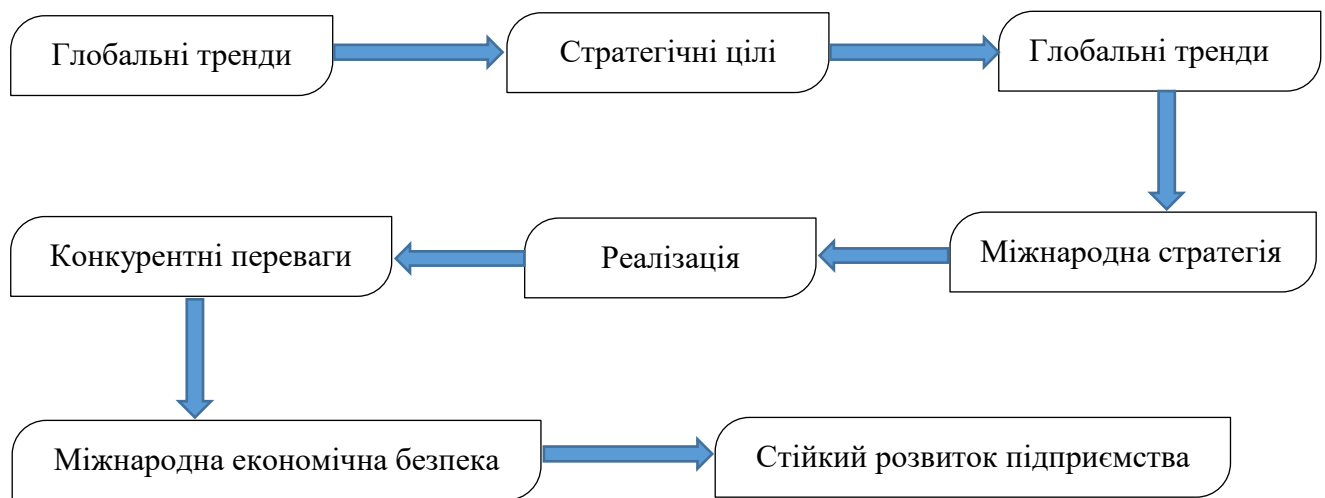 Глобальні тренди
Стратегічні цілі
Глобальні тренди
Міжнародна стратегія
Реалізація
Конкурентні переваги
Міжнародна економічна безпека
Стійкий розвиток підприємства